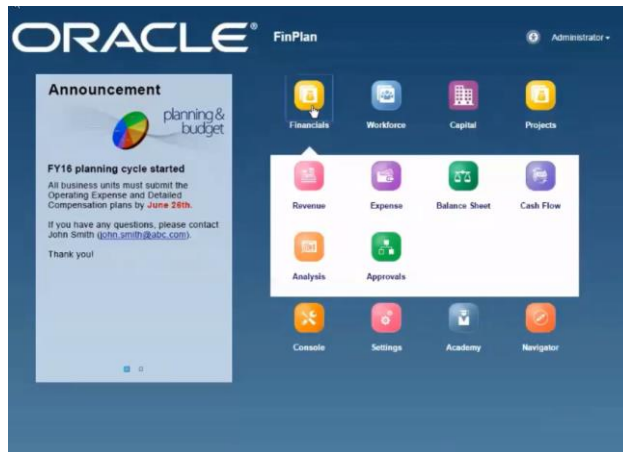 ORACLE® FinPlan
Administrator
Announcement
planning &
budget
FY16 planning cycle started
All business units must submit the
Operating Expense and Detailed
Compensation plans by June 26th.
If you have any questions, please contact
John Smith (john.smith@abc.com).
Thank you!
Financials Workforce Capital Projects
Revenue Expense Balance Sheet Cash Flow
Analysis Approvals
Console Settings Academy Navigator